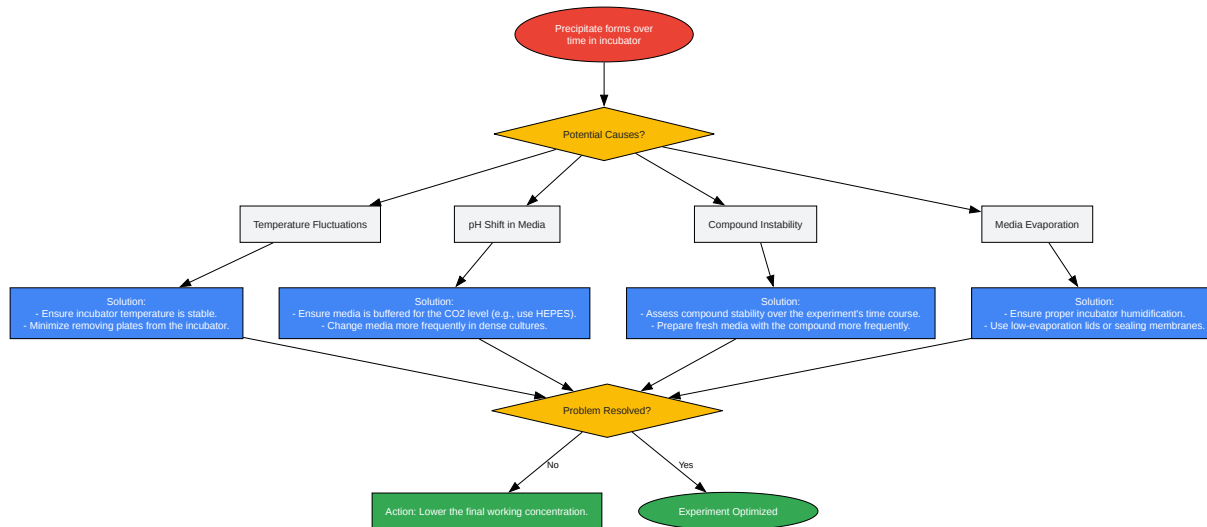 Precipitate forms over
time in incubator
Potential Causes?
Temperature Fluctuations
pH Shift in Media
Compound Instability
Media Evaporation
Solution:
- Ensure incubator temperature is stable.
- Minimize removing plates from the incubator.
Solution:
- Ensure media is buffered for the CO2 level (e.g., use HEPES).
- Change media more frequently in dense cultures.
Solution:
- Assess compound stability over the experiment's time course.
- Prepare fresh media with the compound more frequently.
Solution:
- Ensure proper incubator humidification.
- Use low-evaporation lids or sealing membranes.
Problem Resolved?
No
Yes
Action: Lower the final working concentration.
Experiment Optimized